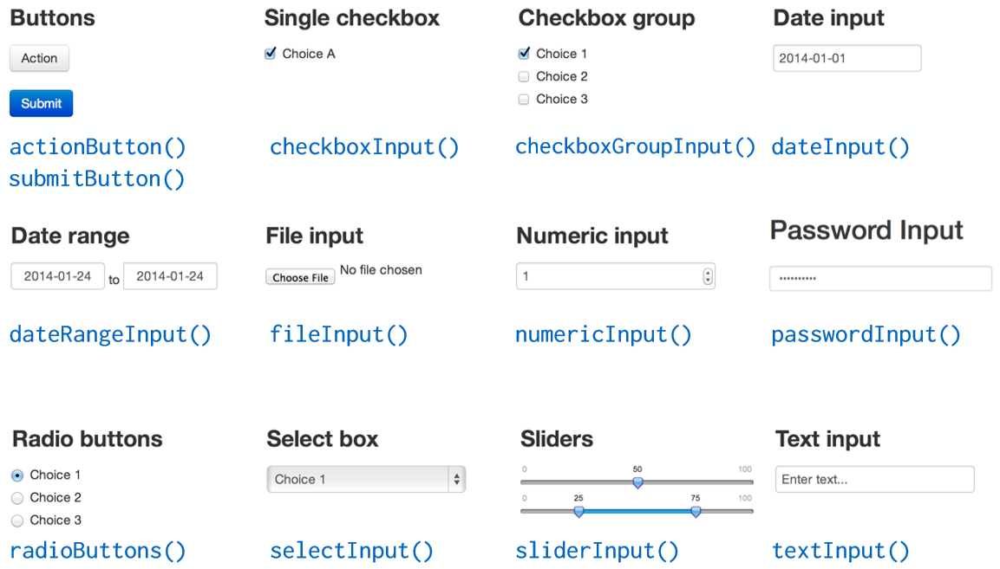 Buttons
Action
Submit
actionButton()
submitButton()
Single checkbox
Choice A
checkboxInput()
Checkbox group
Choice 1
Choice 2
Choice 3
checkboxGroupInput()
Date input
2014-01-01
dateInput()
Date range
2014-01-24 to 2014-01-24
dateRangeInput()
File input
Choose File No file chosen
fileInput()
Numeric input
1
numericInput()
Password Input
••••••••••
passwordInput()
Radio buttons
Choice 1
Choice 2
Choice 3
radioButtons()
Select box
Choice 1
selectInput()
Sliders
0 50 100
0 25 75 100
sliderInput()
Text input
Enter text...
textInput()